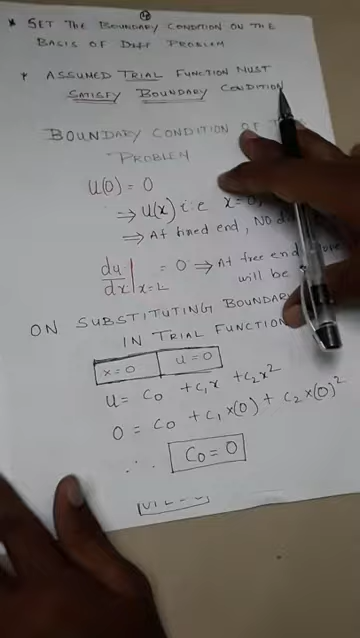 4
* SET THE BOUNDARY CONDITION ON THE
BASIS OF DIFF PROBLEM
* ASSUMED TRIAL FUNCTION MUST
SATISFY BOUNDARY CONDITION
BOUNDARY CONDITION OF
PROBLEM
u(0) = 0
⇒ u(x) i.e x=0,
⇒ At fixed end, NO
du/dx | x=L = 0 ⇒ At free end
will be
ON SUBSTITUTING BOUNDARY
IN TRIAL FUNCTION
x=0 u=0
u = C₀ + C₁x + C₂x²
0 = C₀ + C₁×(0) + C₂×(0)²
∴ C₀ = 0